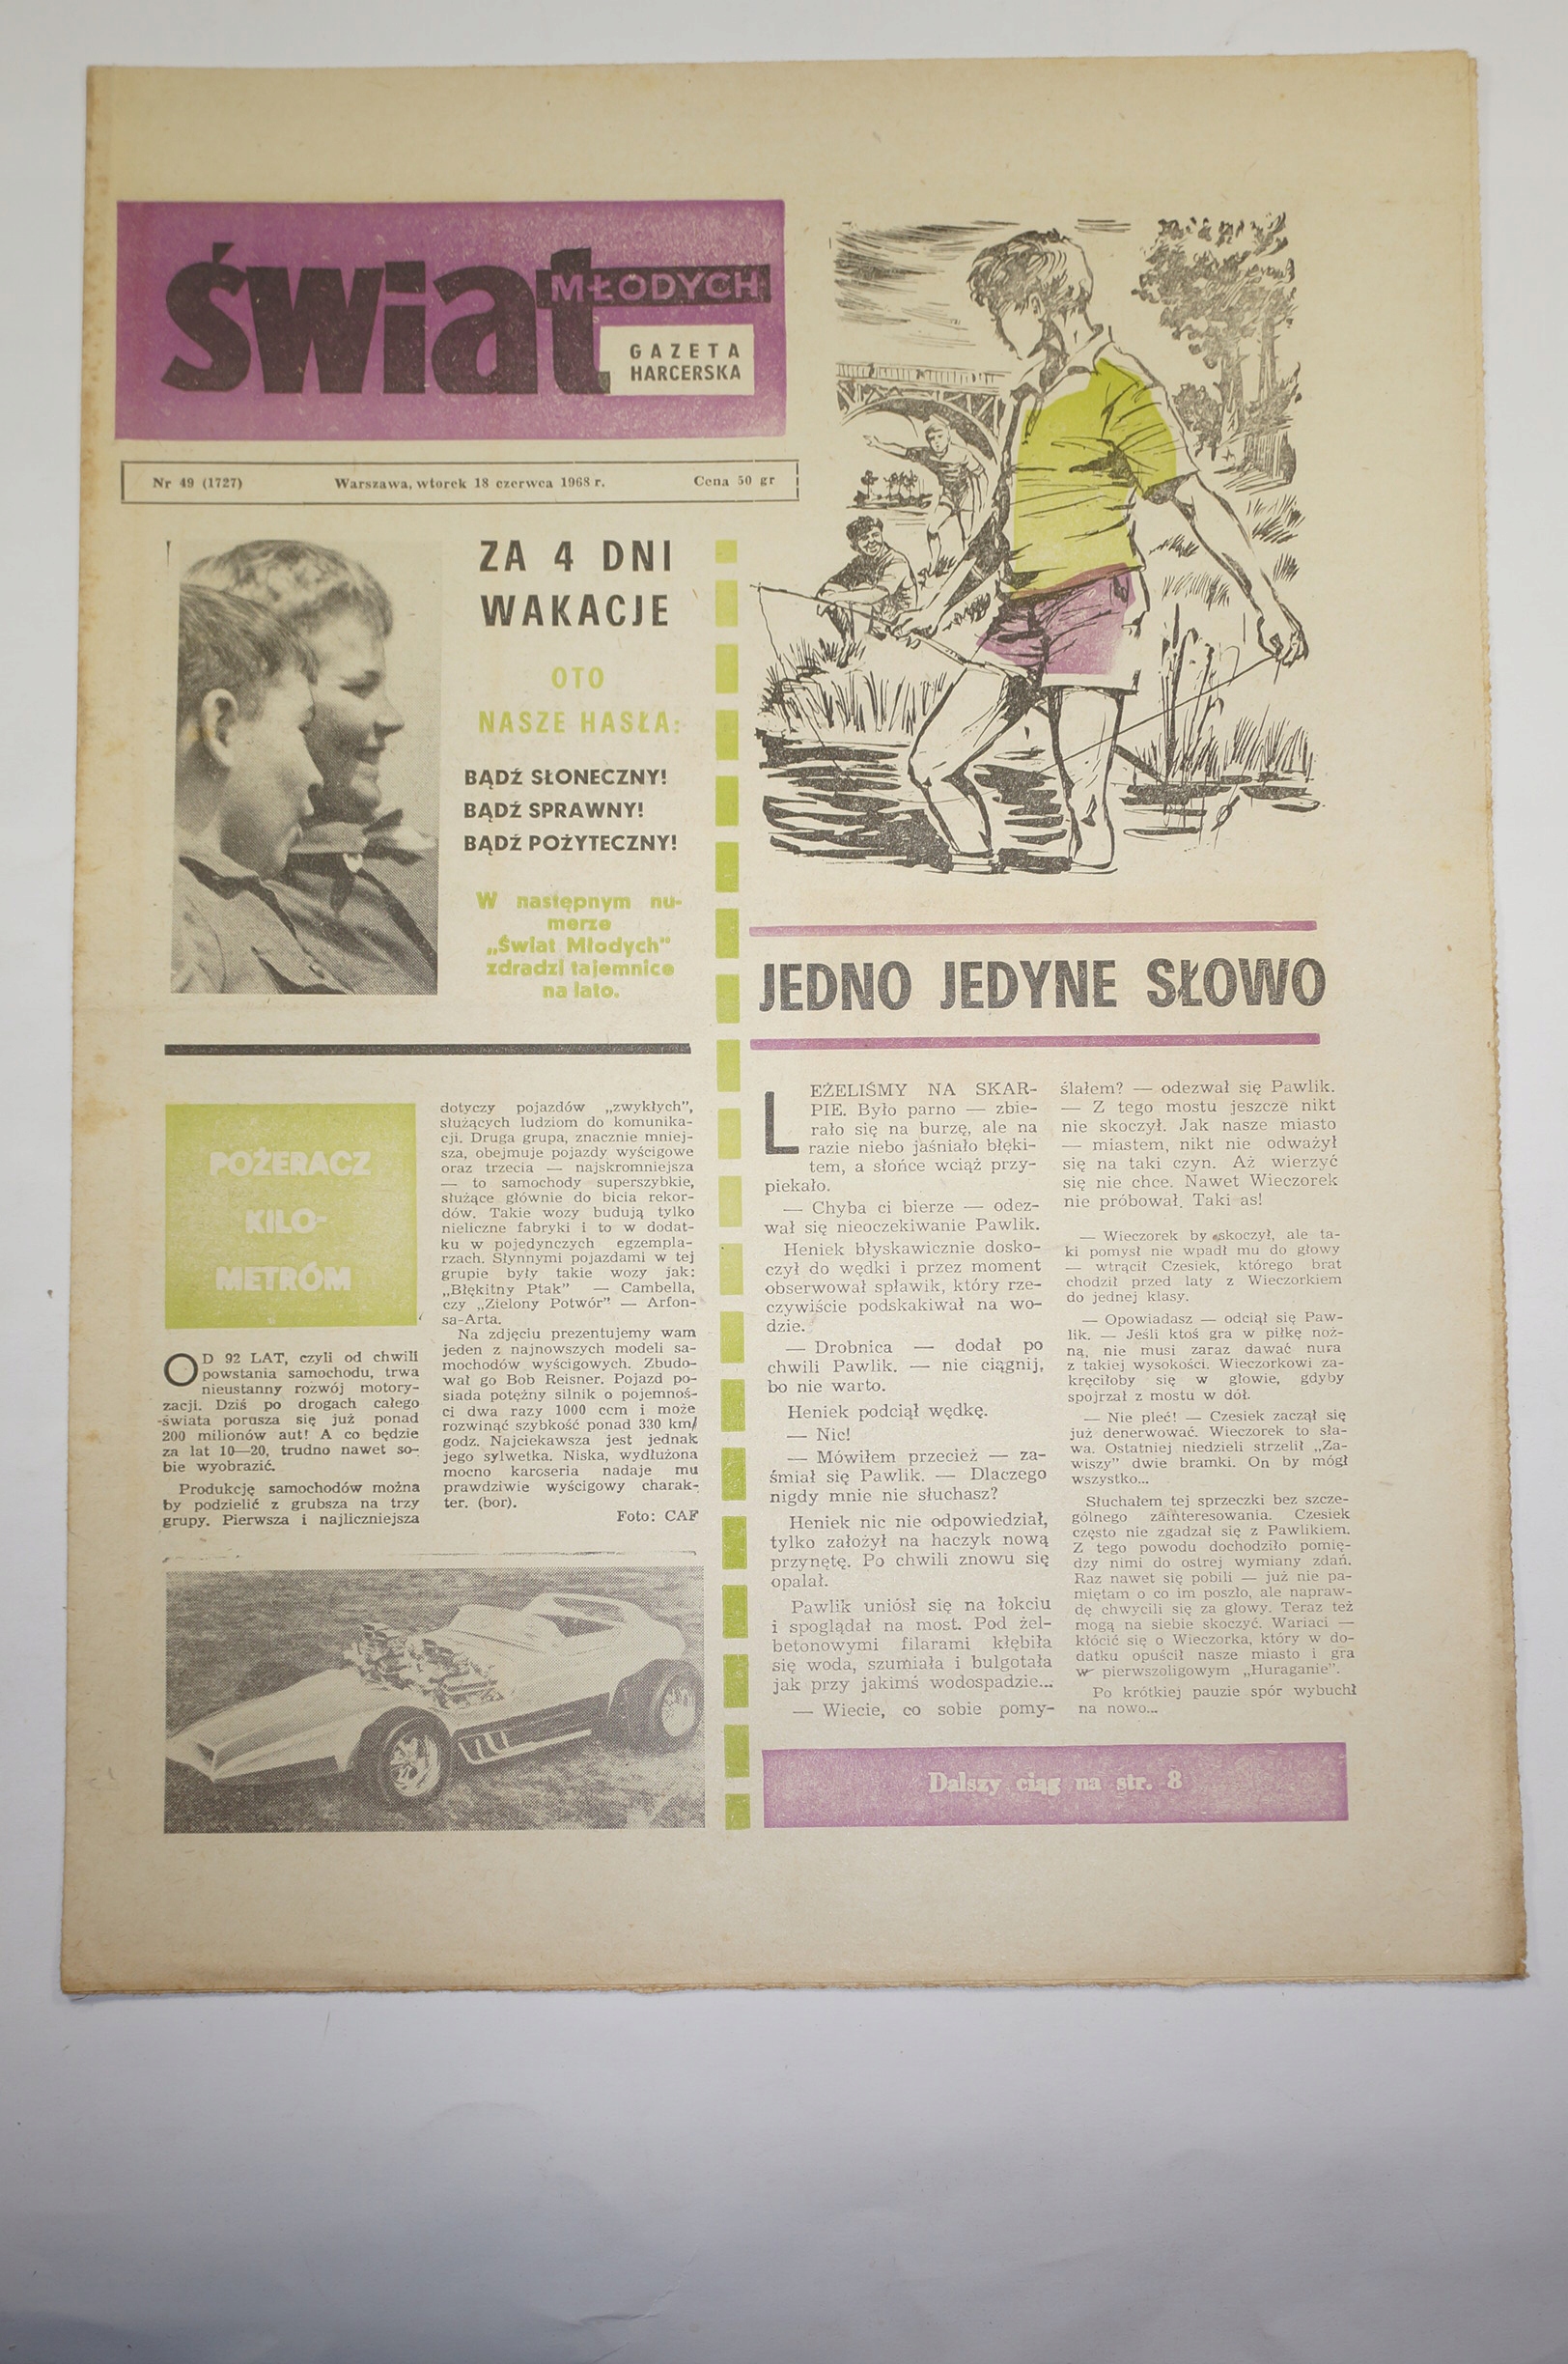 świat
MŁODYCH
GAZETA
HARCERSKA
Nr 49 (1727) Warszawa, wtorek 18 czerwca 1968 r. Cena 50 gr
ZA 4 DNI
WAKACJE
OTO
NASZE HASŁA:
BĄDŹ SŁONECZNY!
BĄDŹ SPRAWNY!
BĄDŹ POŻYTECZNY!
W następnym nu-
merze
„Świat Młodych"
zdradzi tajemnice
na lato.
POŻERACZ
KILO-
METRÓM
OD 92 LAT, czyli od chwili
powstania samochodu, trwa
nieustanny rozwój motory-
zacji. Dziś po drogach całego
świata porusza się już ponad
200 milionów aut! A co będzie
za lat 10—20, trudno nawet so-
bie wyobrazić.
Produkcję samochodów można
by podzielić z grubsza na trzy
grupy. Pierwsza i najliczniejsza
dotyczy pojazdów „zwykłych",
służących ludziom do komunika-
cji. Druga grupa, znacznie mniej-
sza, obejmuje pojazdy wyścigowe
oraz trzecia — najskromniejsza
— to samochody superszybkie,
służące głównie do bicia rekor-
dów. Takie wozy budują tylko
nieliczne fabryki i to w dodat-
ku w pojedynczych egzempla-
rzach. Słynnymi pojazdami w tej
grupie były takie wozy jak:
„Błękitny Ptak" — Cambella,
czy „Zielony Potwór" — Arfon-
sa-Arta.
Na zdjęciu prezentujemy wam
jeden z najnowszych modeli sa-
mochodów wyścigowych. Zbudo-
wał go Bob Reisner. Pojazd po-
siada potężny silnik o pojemnoś-
ci dwa razy 1000 ccm i może
rozwinąć szybkość ponad 330 km/
godz. Najciekawsza jest jednak
jego sylwetka. Niska, wydłużona
mocno karoseria nadaje mu
prawdziwie wyścigowy charak-
ter. (bor).
Foto: CAF
JEDNO JEDYNE SŁOWO
LEŻELIŚMY NA SKAR-
PIE. Było parno — zbie-
rało się na burzę, ale na
razie niebo jaśniało błęki-
tem, a słońce wciąż przy-
piekało.
— Chyba ci bierze — odez-
wał się nieoczekiwanie Pawlik.
Heniek błyskawicznie dosko-
czył do wędki i przez moment
obserwował spławik, który rze-
czywiście podskakiwał na wo-
dzie.
— Drobnica — dodał po
chwili Pawlik. — nie ciągnij,
bo nie warto.
Heniek podciął wędkę.
— Nic!
— Mówiłem przecież — za-
śmiał się Pawlik. — Dlaczego
nigdy mnie nie słuchasz?
Heniek nic nie odpowiedział,
tylko założył na haczyk nową
przynętę. Po chwili znowu się
opalał.
Pawlik uniósł się na łokciu
i spoglądał na most. Pod żel-
betonowymi filarami kłębiła
się woda, szumiała i bulgotała
jak przy jakimś wodospadzie...
— Wiecie, co sobie pomy-
ślałem? — odezwał się Pawlik.
— Z tego mostu jeszcze nikt
nie skoczył. Jak nasze miasto
— miastem, nikt nie odważył
się na taki czyn. Aż wierzyć
się nie chce. Nawet Wieczorek
nie próbował. Taki as!
— Wieczorek by skoczył, ale ta-
ki pomysł nie wpadł mu do głowy
— wtrącił Czesiek, którego brat
chodził przed laty z Wieczorkiem
do jednej klasy.
— Opowiadasz — odciął się Paw-
lik. — Jeśli ktoś gra w piłkę noż-
ną, nie musi zaraz dawać nura
z takiej wysokości. Wieczorkowi za-
kręciłoby się w głowie, gdyby
spojrzał z mostu w dół.
— Nie pleć! — Czesiek zaczął się
już denerwować. Wieczorek to sła-
wa. Ostatniej niedzieli strzelił „Za-
wiszy" dwie bramki. On by mógł
wszystko...
Słuchałem tej sprzeczki bez szcze-
gólnego zainteresowania. Czesiek
często nie zgadzał się z Pawlikiem.
Z tego powodu dochodziło pomię-
dzy nimi do ostrej wymiany zdań.
Raz nawet się pobili — już nie pa-
miętam o co im poszło, ale napraw-
dę chwycili się za głowy. Teraz też
mogą na siebie skoczyć. Wariaci —
kłócić się o Wieczorka, który w do-
datku opuścił nasze miasto i gra
w pierwszoligowym „Huraganie".
Po krótkiej pauzie spór wybuchł
na nowo...
Dalszy ciąg na str. 8